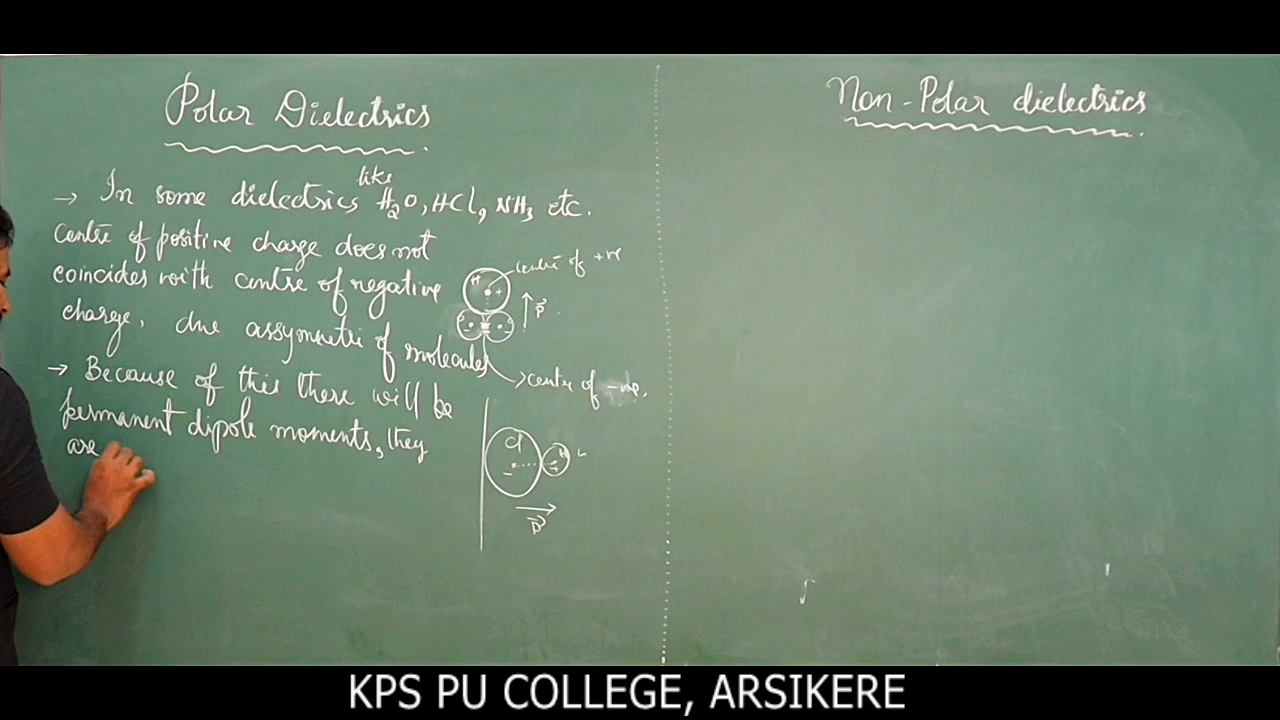 Polar Dielectrics
Non-Polar dielectrics
like
→ In some dielectrics H2O, HCl, NH3 etc.
centre of positive charge does not
coincides with centre of negative
charge, due assymmetri of molecules
centre of +ve
H
+
P
centre of -ve.
→ Because of this there will be
permanent dipole moments, they
are
Cl
H
-
+
P
KPS PU COLLEGE, ARSIKERE